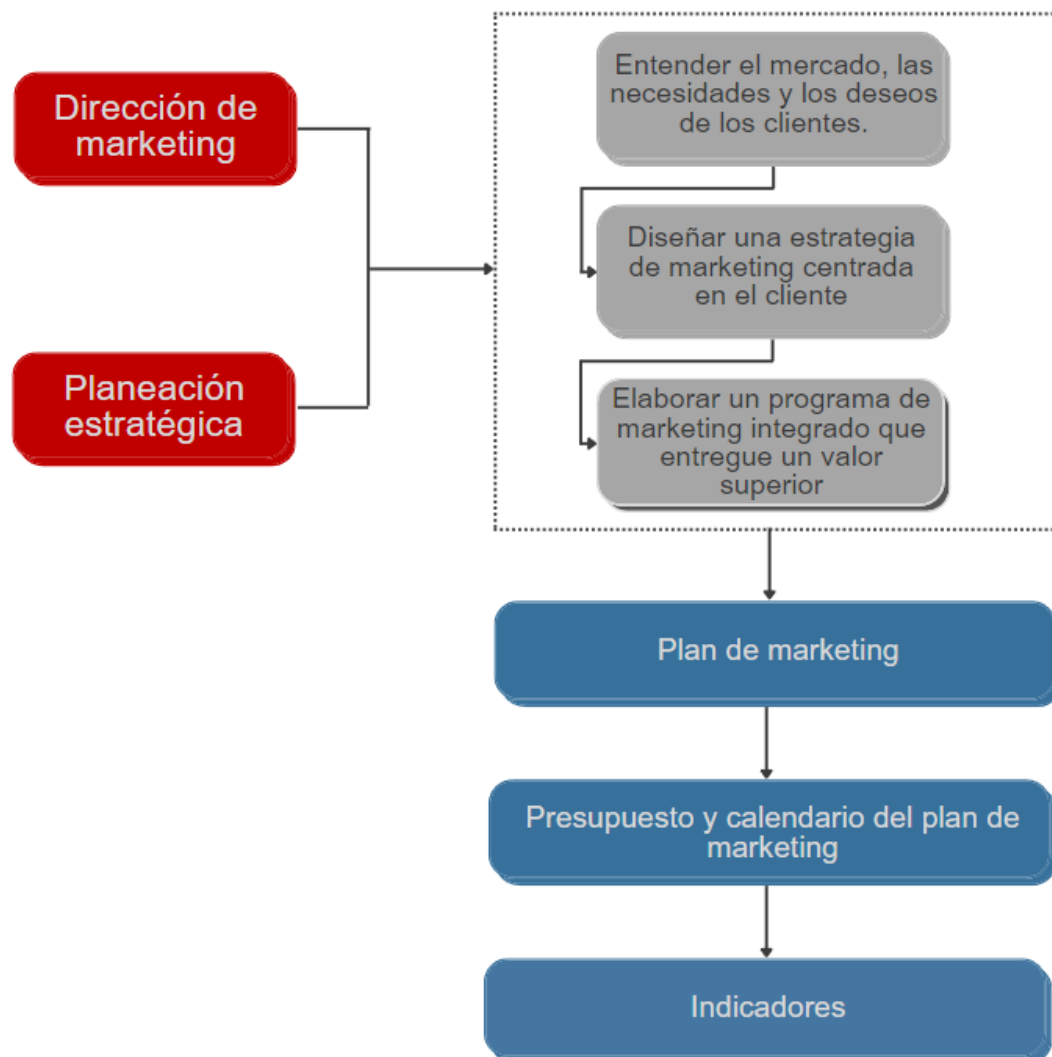 Dirección de
marketing
Planeación
estratégica
Entender el mercado, las
necesidades y los deseos
de los clientes.
Diseñar una estrategia
de marketing centrada
en el cliente
Elaborar un programa de
marketing integrado que
entregue un valor
superior
Plan de marketing
Presupuesto y calendario del plan de
marketing
Indicadores